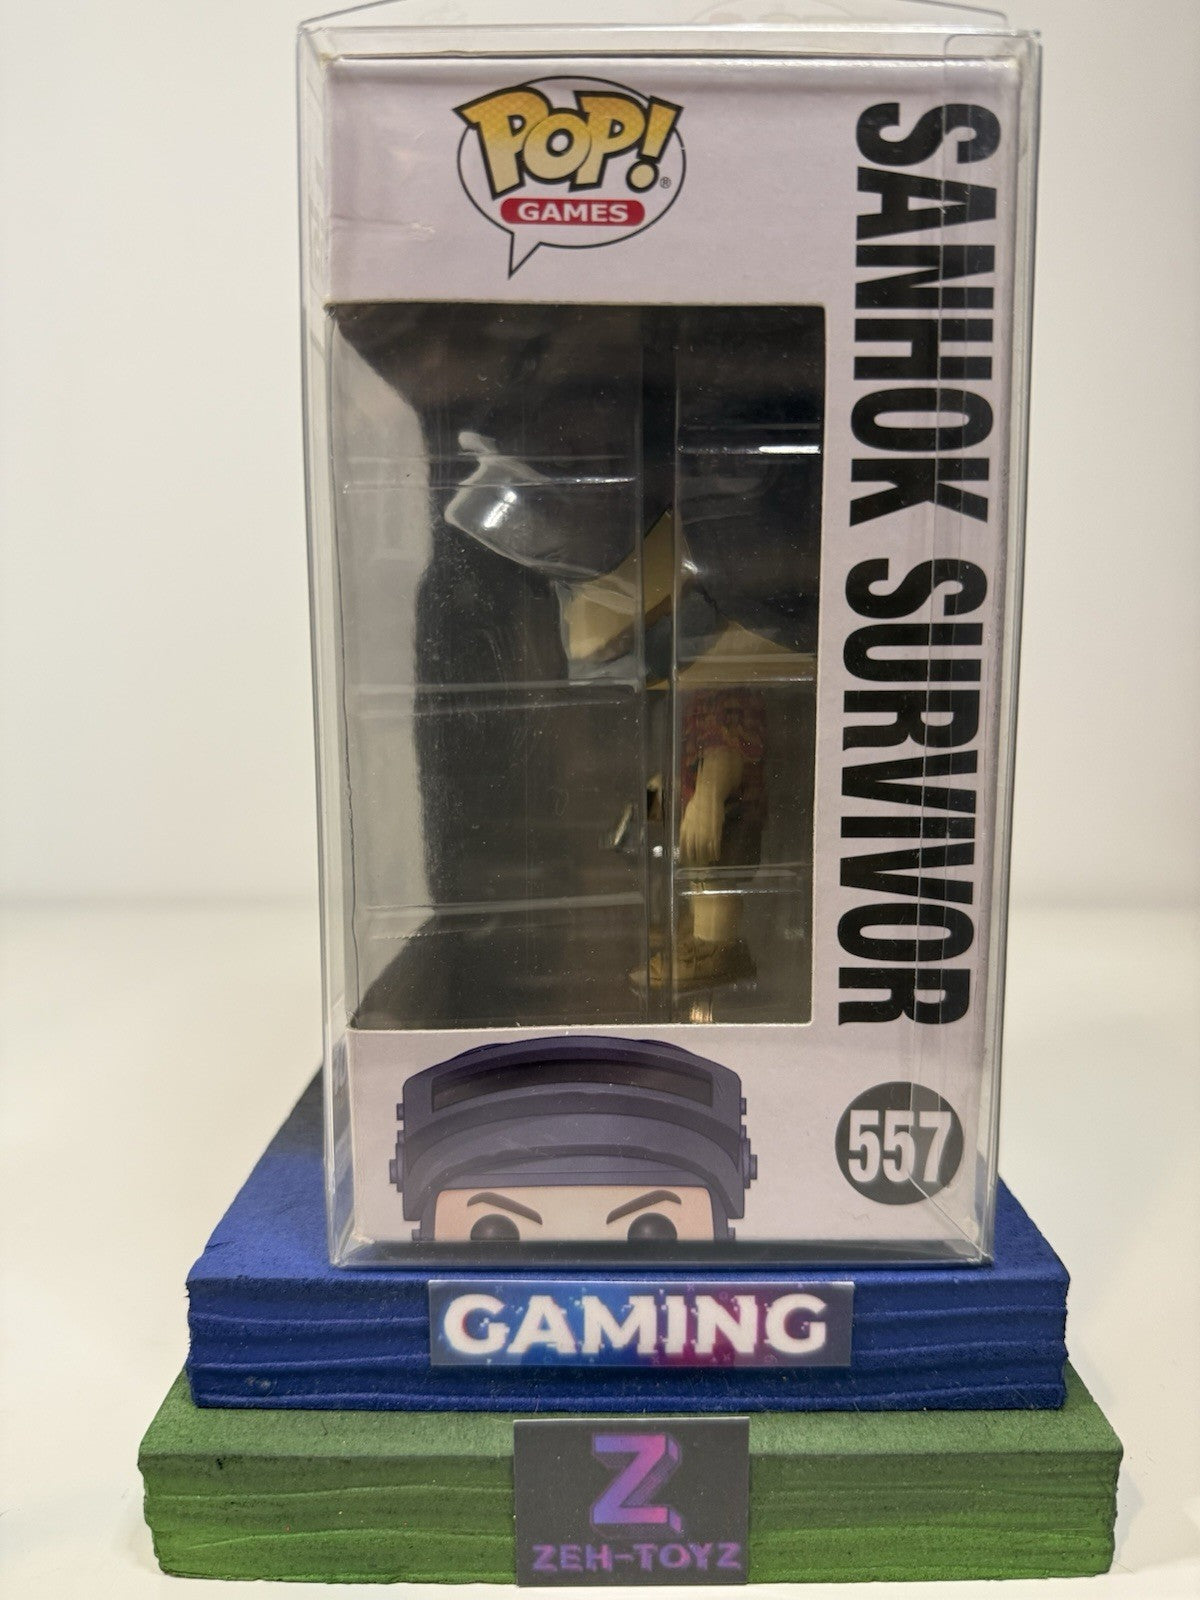 POP!®
GAMES
SANHOK SURVIVOR
557
GAMING
Z
ZEH-TOYZ